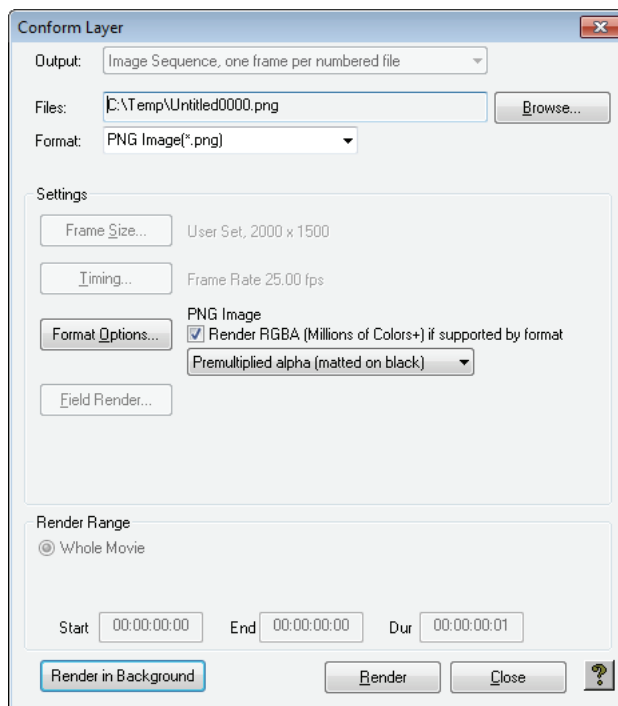 Conform Layer
Output: Image Sequence, one frame per numbered file
Files: C:\Temp\Untitled0000.png Browse...
Format: PNG Image(*.png)
Settings
Frame Size... User Set, 2000 x 1500
Timing... Frame Rate 25.00 fps
PNG Image
Format Options... Render RGBA (Millions of Colors+) if supported by format
Premultiplied alpha (matted on black)
Field Render...
Render Range
Whole Movie
Start 00:00:00:00 End 00:00:00:00 Dur 00:00:00:01
Render in Background Render Close ?